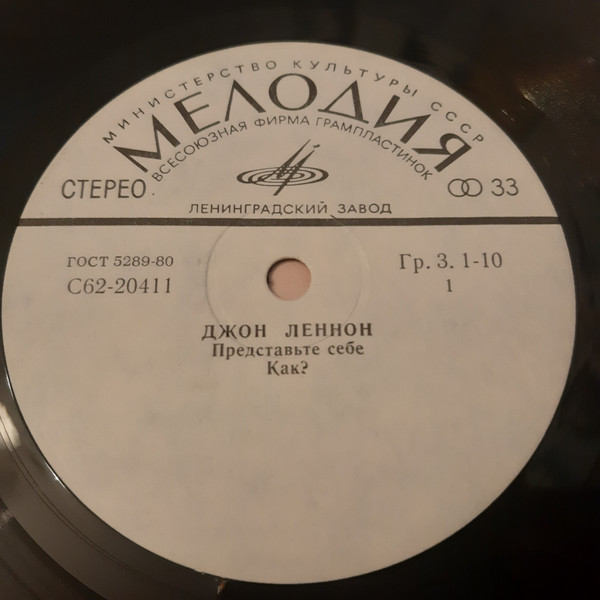 МИНИСТЕРСТВО КУЛЬТУРЫ СССР
МЕЛОДИЯ
ВСЕСОЮЗНАЯ ФИРМА ГРАМПЛАСТИНОК
СТЕРЕО
33
ЛЕНИНГРАДСКИЙ ЗАВОД
ГОСТ 5289-80
Гр. 3. 1-10
С62-20411
1
ДЖОН ЛЕННОН
Представьте себе
Как?